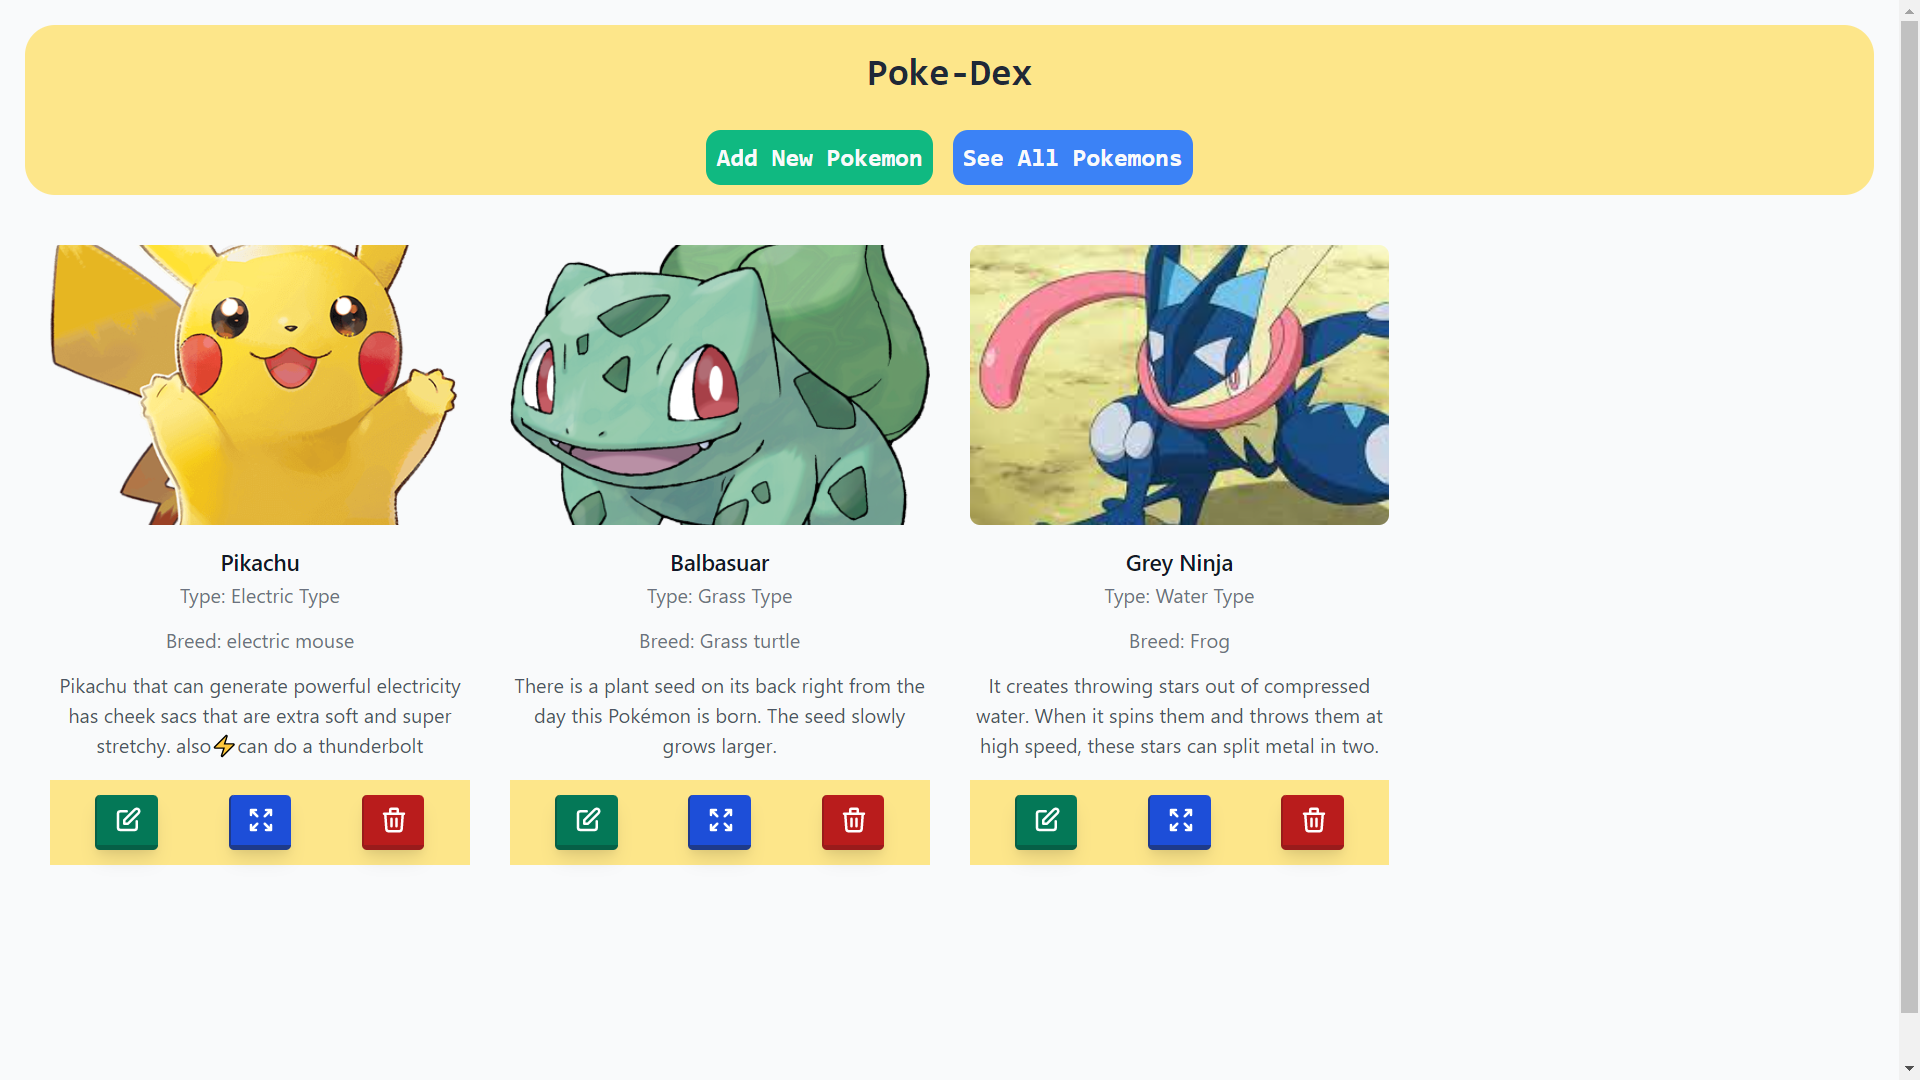 Poke-Dex
Add New Pokemon
See All Pokemons
Pikachu
Type: Electric Type
Breed: electric mouse
Pikachu that can generate powerful electricity
has cheek sacs that are extra soft and super
stretchy. also⚡can do a thunderbolt
Balbasuar
Type: Grass Type
Breed: Grass turtle
There is a plant seed on its back right from the
day this Pokémon is born. The seed slowly
grows larger.
Grey Ninja
Type: Water Type
Breed: Frog
It creates throwing stars out of compressed
water. When it spins them and throws them at
high speed, these stars can split metal in two.